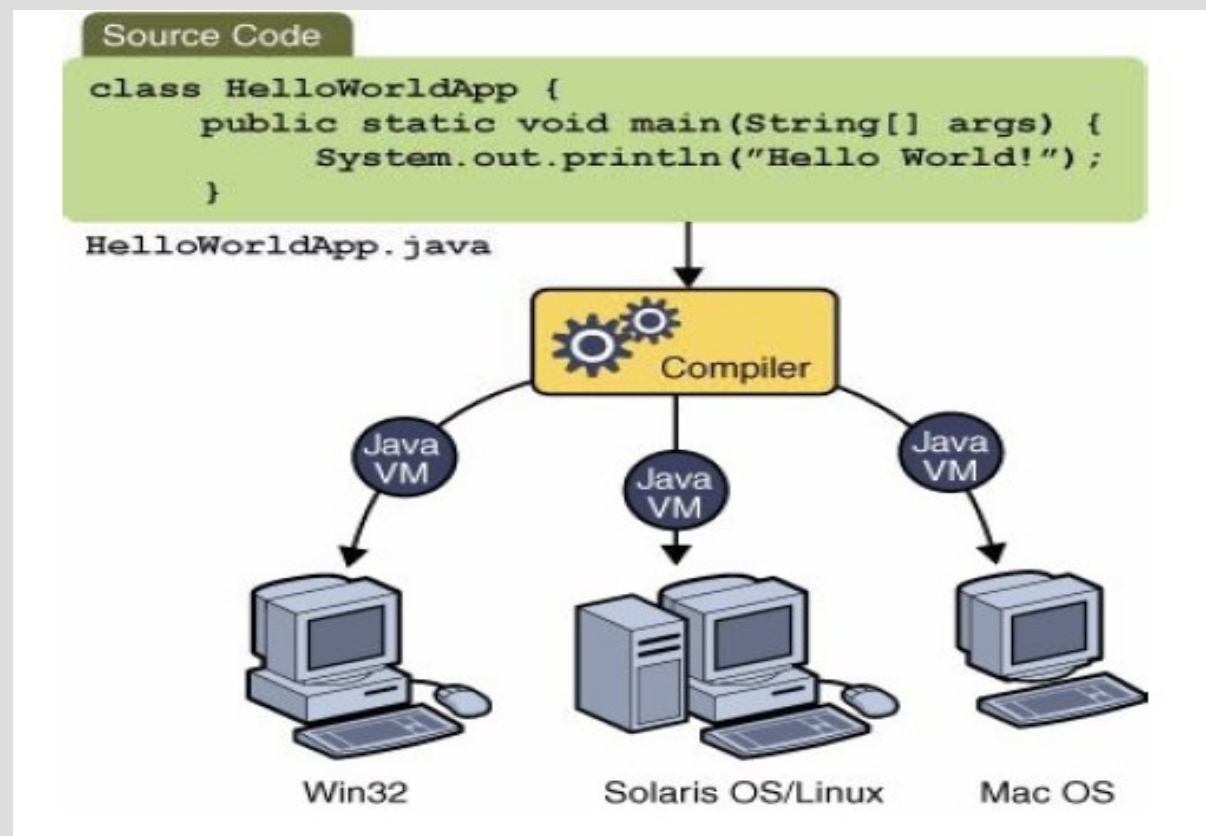 Source Code
class HelloWorldApp {
public static void main(String[] args) {
System.out.println("Hello World!");
}
HelloWorldApp.java
Compiler
Java
VM
Java
VM
Java
VM
Win32
Solaris OS/Linux
Mac OS